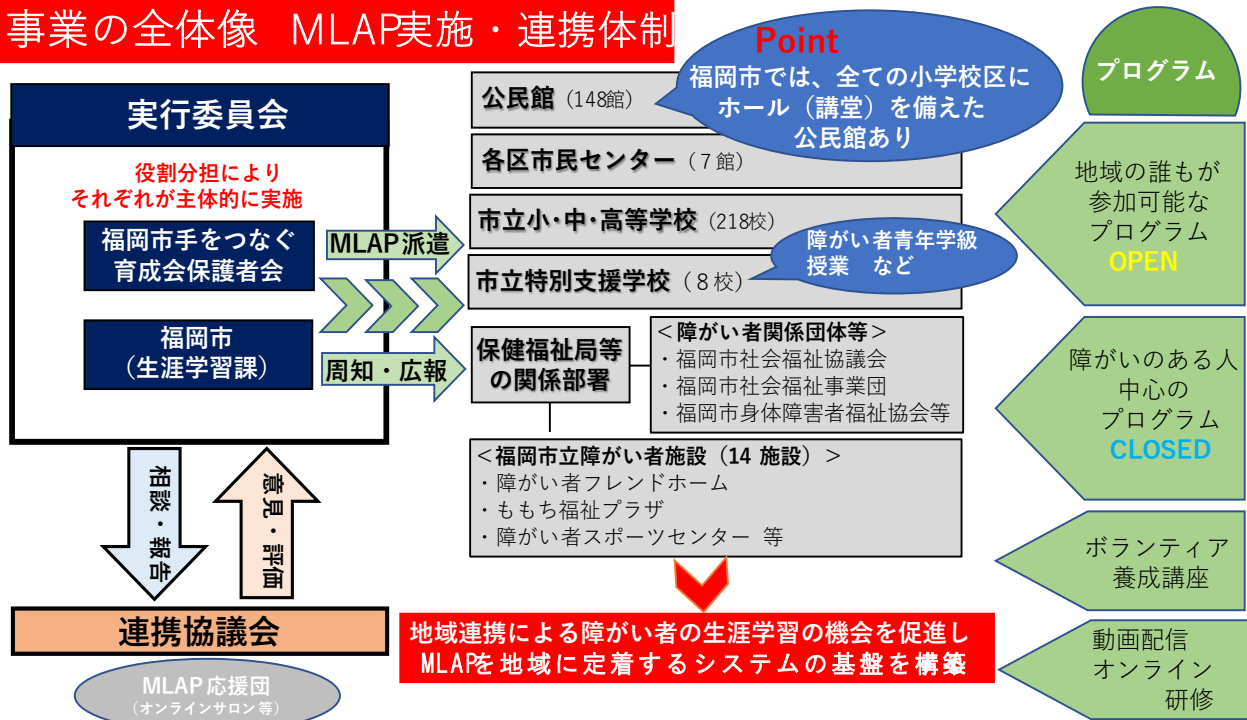 事業の全体像 MLAP実施・連携体制
実行委員会
役割分担により
それぞれが主体的に実施
福岡市手をつなぐ
育成会保護者会
福岡市
（生涯学習課）
MLAP派遣
周知・広報
相談・報告
意見・評価
連携協議会
MLAP応援団
（オンラインサロン等）
公民館（148館）
各区市民センター（７館）
市立小・中・高等学校（218校）
市立特別支援学校（８校）
Point
福岡市では、全ての小学校区に
ホール（講堂）を備えた
公民館あり
障がい者青年学級
授業 など
保健福祉局等
の関係部署
＜障がい者関係団体等＞
・福岡市社会福祉協議会
・福岡市社会福祉事業団
・福岡市身体障害者福祉協会等
＜福岡市立障がい者施設（14 施設）＞
・障がい者フレンドホーム
・ももち福祉プラザ
・障がい者スポーツセンター 等
地域連携による障がい者の生涯学習の機会を促進し
MLAPを地域に定着するシステムの基盤を構築
プログラム
地域の誰もが
参加可能な
プログラム
OPEN
障がいのある人
中心の
プログラム
CLOSED
ボランティア
養成講座
動画配信
オンライン
研修